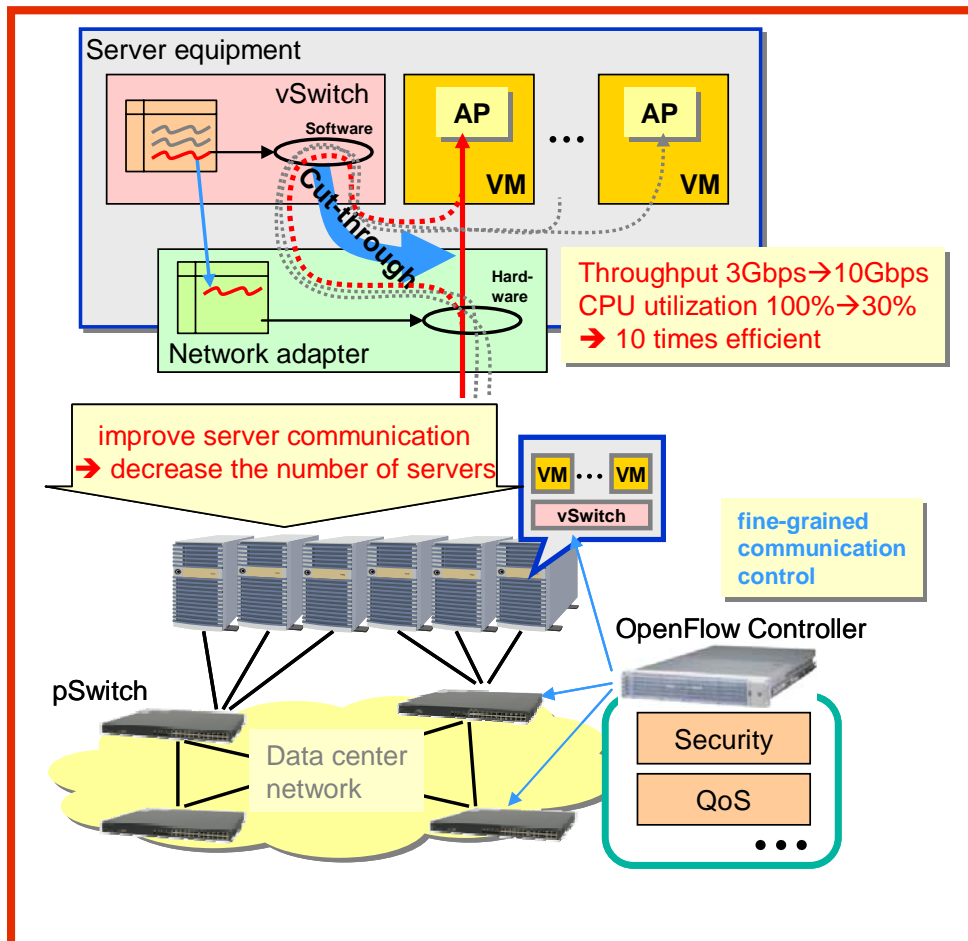 Server equipment
vSwitch
Software
AP
VM
•••
AP
VM
Cut-through
Hard-
ware
Network adapter
Throughput 3Gbps→10Gbps
CPU utilization 100%→30%
➔ 10 times efficient
improve server communication
➔ decrease the number of servers
VM ••• VM
vSwitch
fine-grained
communication
control
OpenFlow Controller
pSwitch
Data center
network
Security
QoS
•••